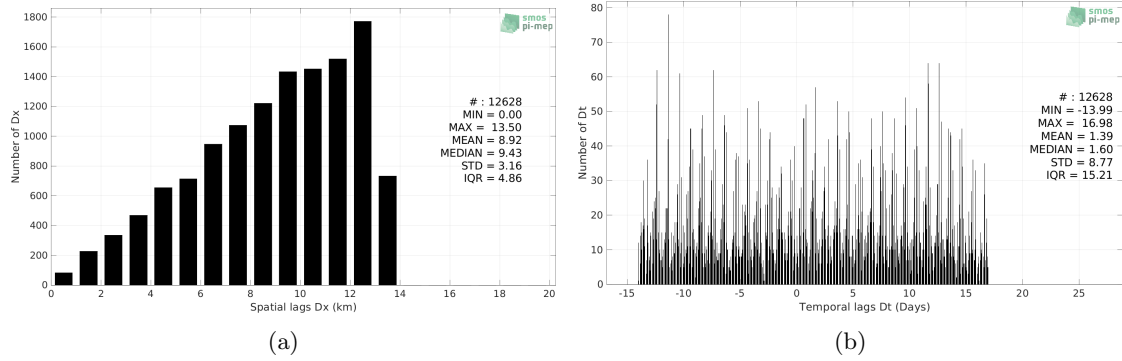 1800
1600
1400
1200
1000
800
600
400
200
0
Number of Dx
smos
pi-mep
# : 12628
MIN = 0.00
MAX = 13.50
MEAN = 8.92
MEDIAN = 9.43
STD = 3.16
IQR = 4.86
0 2 4 6 8 10 12 14 16 18 20
Spatial lags Dx (km)
(a)
80
70
60
50
40
30
20
10
0
Number of Dt
smos
pi-mep
# : 12628
MIN = -13.99
MAX = 16.98
MEAN = 1.39
MEDIAN = 1.60
STD = 8.77
IQR = 15.21
-15 -10 -5 0 5 10 15 20 25
Temporal lags Dt (Days)
(b)